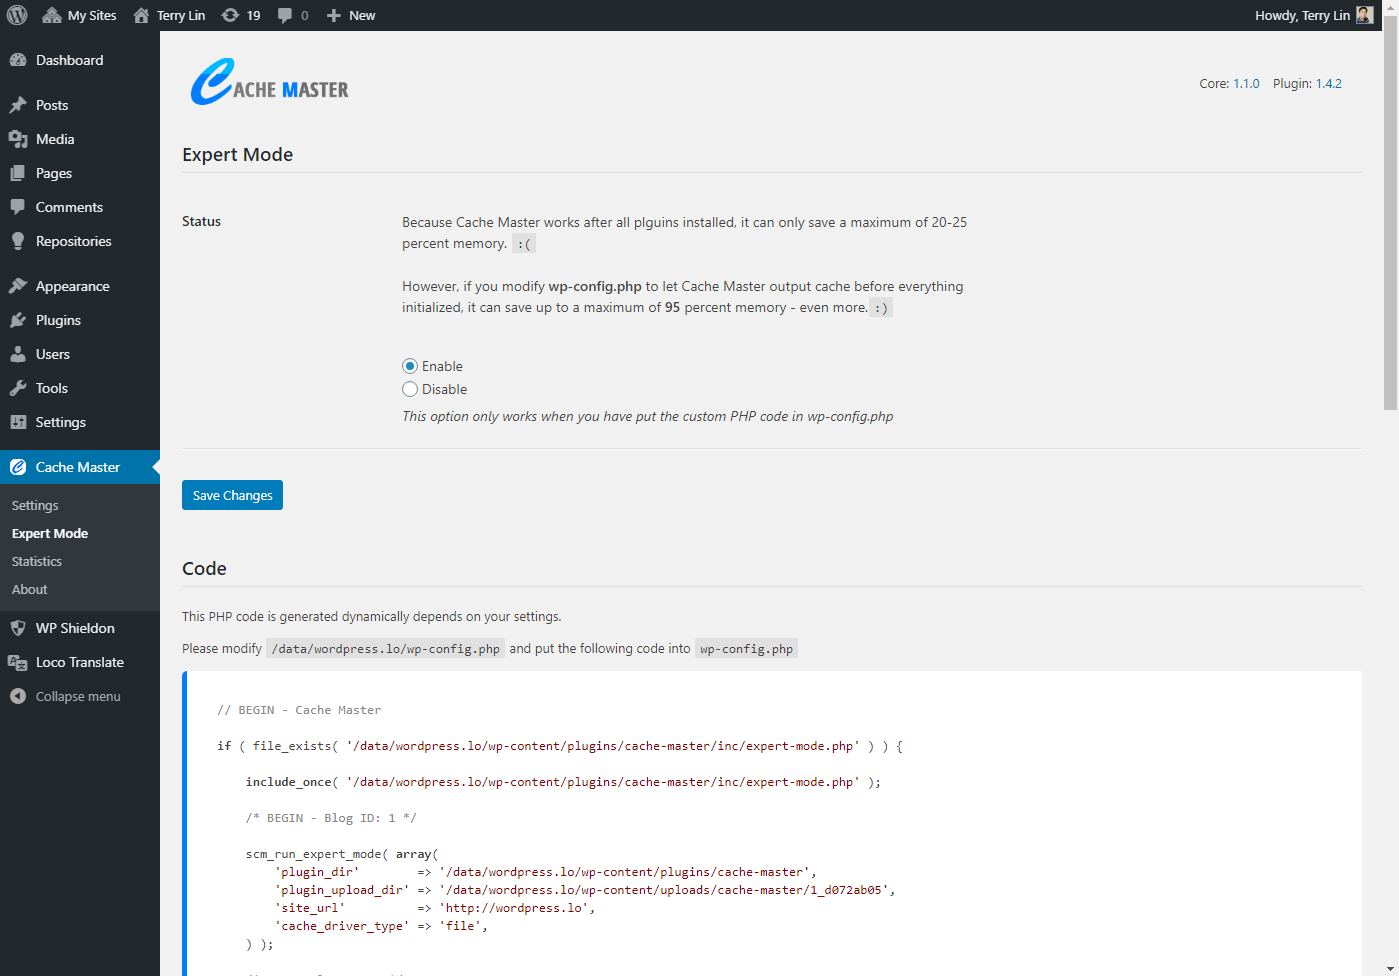 My Sites
Terry Lin
19
0
New
Howdy, Terry Lin
Dashboard
Posts
Media
Pages
Comments
Repositories
Appearance
Plugins
Users
Tools
Settings
Cache Master
Settings
Expert Mode
Statistics
About
WP Shieldon
Loco Translate
Collapse menu
CACHE MASTER
Core: 1.1.0 Plugin: 1.4.2
Expert Mode
Status
Because Cache Master works after all plguins installed, it can only save a maximum of 20-25
percent memory. :(
However, if you modify wp-config.php to let Cache Master output cache before everything
initialized, it can save up to a maximum of 95 percent memory - even more. :)
Enable
Disable
This option only works when you have put the custom PHP code in wp-config.php
Save Changes
Code
This PHP code is generated dynamically depends on your settings.
Please modify /data/wordpress.lo/wp-config.php and put the following code into wp-config.php
// BEGIN - Cache Master
if ( file_exists( '/data/wordpress.lo/wp-content/plugins/cache-master/inc/expert-mode.php' ) ) {
include_once( '/data/wordpress.lo/wp-content/plugins/cache-master/inc/expert-mode.php' );
/* BEGIN - Blog ID: 1 */
scm_run_expert_mode( array(
'plugin_dir' => '/data/wordpress.lo/wp-content/plugins/cache-master',
'plugin_upload_dir' => '/data/wordpress.lo/wp-content/uploads/cache-master/1_d072ab05',
'site_url' => 'http://wordpress.lo',
'cache_driver_type' => 'file',
) );